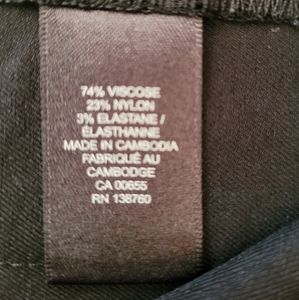 74% VISCOSE
23% NYLON
3% ELASTANE /
ÉLASTHANNE
MADE IN CAMBODIA
FABRIQUÉ AU
CAMBODGE
CA 00655
RN 138760